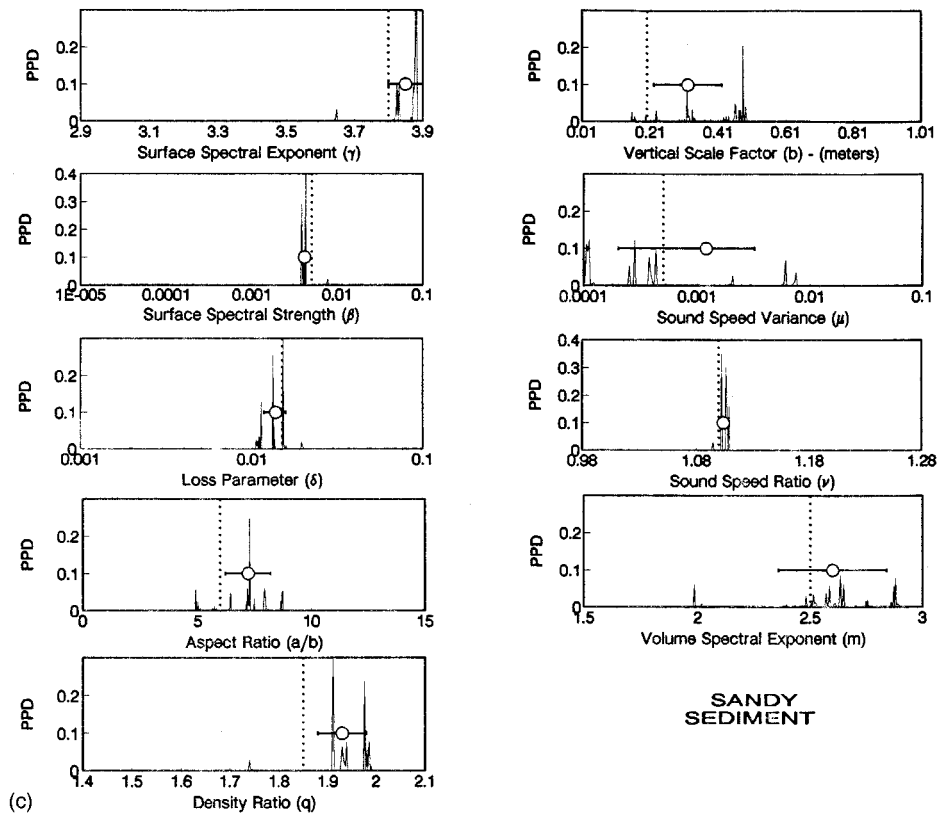 PPD
0.2
0.1
0
2.9 3.1 3.3 3.5 3.7 3.9
Surface Spectral Exponent (γ)
PPD
0.2
0.1
0
0.01 0.21 0.41 0.61 0.81 1.01
Vertical Scale Factor (b) - (meters)
PPD
0.4
0.3
0.2
0.1
0
1E-005 0.0001 0.001 0.01 0.1
Surface Spectral Strength (β)
PPD
0.2
0.1
0
0.0001 0.001 0.01 0.1
Sound Speed Variance (μ)
PPD
0.2
0.1
0
0.001 0.01 0.1
Loss Parameter (δ)
PPD
0.4
0.3
0.2
0.1
0
0.98 1.08 1.18 1.28
Sound Speed Ratio (ν)
PPD
0.2
0.1
0
0 5 10 15
Aspect Ratio (a/b)
PPD
0.2
0.1
0
1.5 2 2.5 3
Volume Spectral Exponent (m)
PPD
0.2
0.1
0
1.4 1.5 1.6 1.7 1.8 1.9 2 2.1
Density Ratio (q)
SANDY
SEDIMENT
(c)